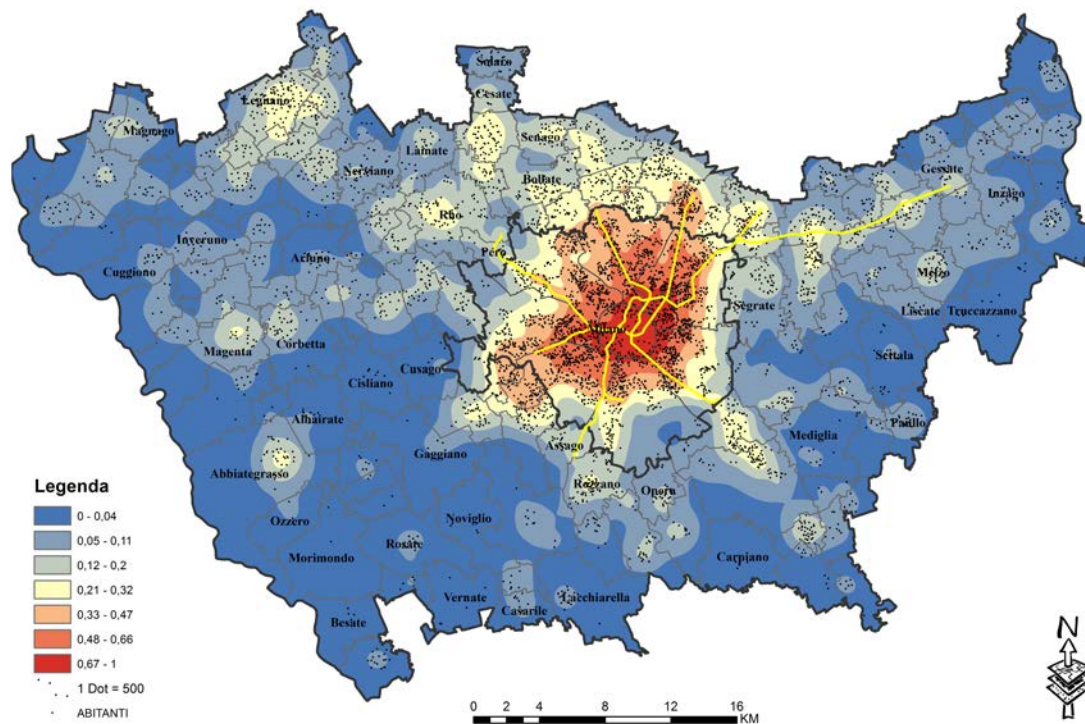 Solaro
Cesate
Legnano
Magnago
Senago
Lainate
Nerviano
Bollate
Gessate
Inzago
Rho
Inveruno
Pero
Arluno
Cuggiono
Melzo
Segrate
Liscate
Truccazzano
Milano
Magenta
Corbetta
Settala
Cusago
Cisliano
Albairate
Paullo
Mediglia
Assago
Gaggiano
Abbiategrasso
Rozzano
Opera
Ozzero
Noviglio
Morimondo
Rosate
Carpiano
Vernate
Lacchiarella
Casarile
Besate
Legenda
0 - 0,04
0,05 - 0,11
0,12 - 0,2
0,21 - 0,32
0,33 - 0,47
0,48 - 0,66
0,67 - 1
1 Dot = 500
ABITANTI
0 2 4 8 12 16
KM
N